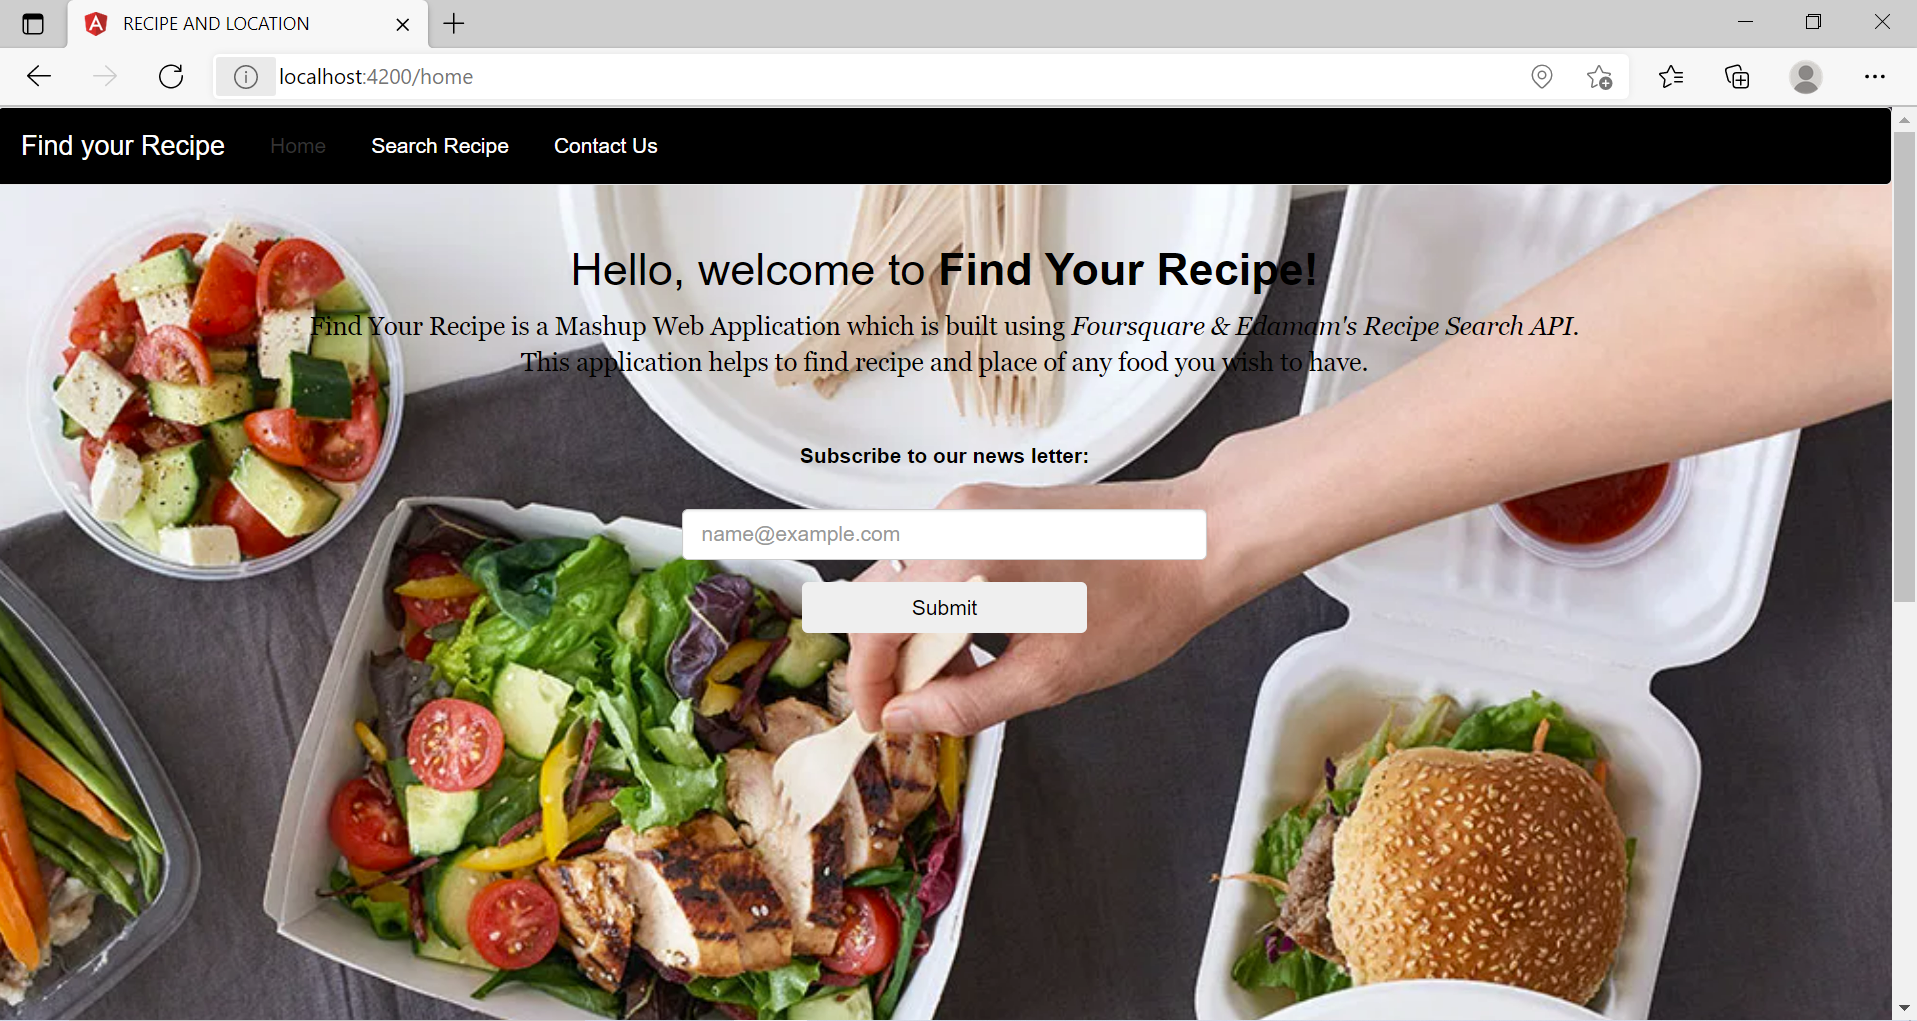 RECIPE AND LOCATION
localhost:4200/home
Find your Recipe Home Search Recipe Contact Us
Hello, welcome to Find Your Recipe!
Find Your Recipe is a Mashup Web Application which is built using Foursquare & Edamam's Recipe Search API.
This application helps to find recipe and place of any food you wish to have.
Subscribe to our news letter:
name@example.com
Submit